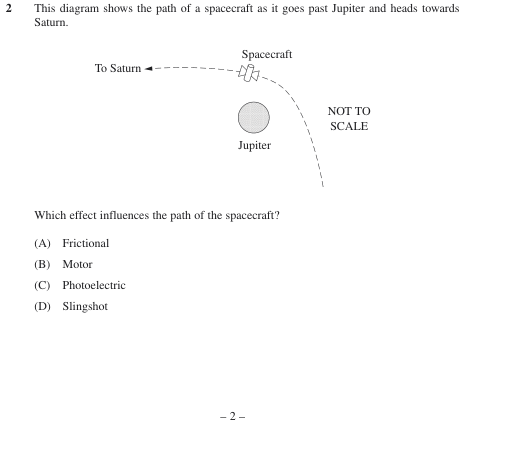 2 This diagram shows the path of a spacecraft as it goes past Jupiter and heads towards
Saturn.
Spacecraft
To Saturn
NOT TO
SCALE
Jupiter
Which effect influences the path of the spacecraft?
(A) Frictional
(B) Motor
(C) Photoelectric
(D) Slingshot
– 2 –